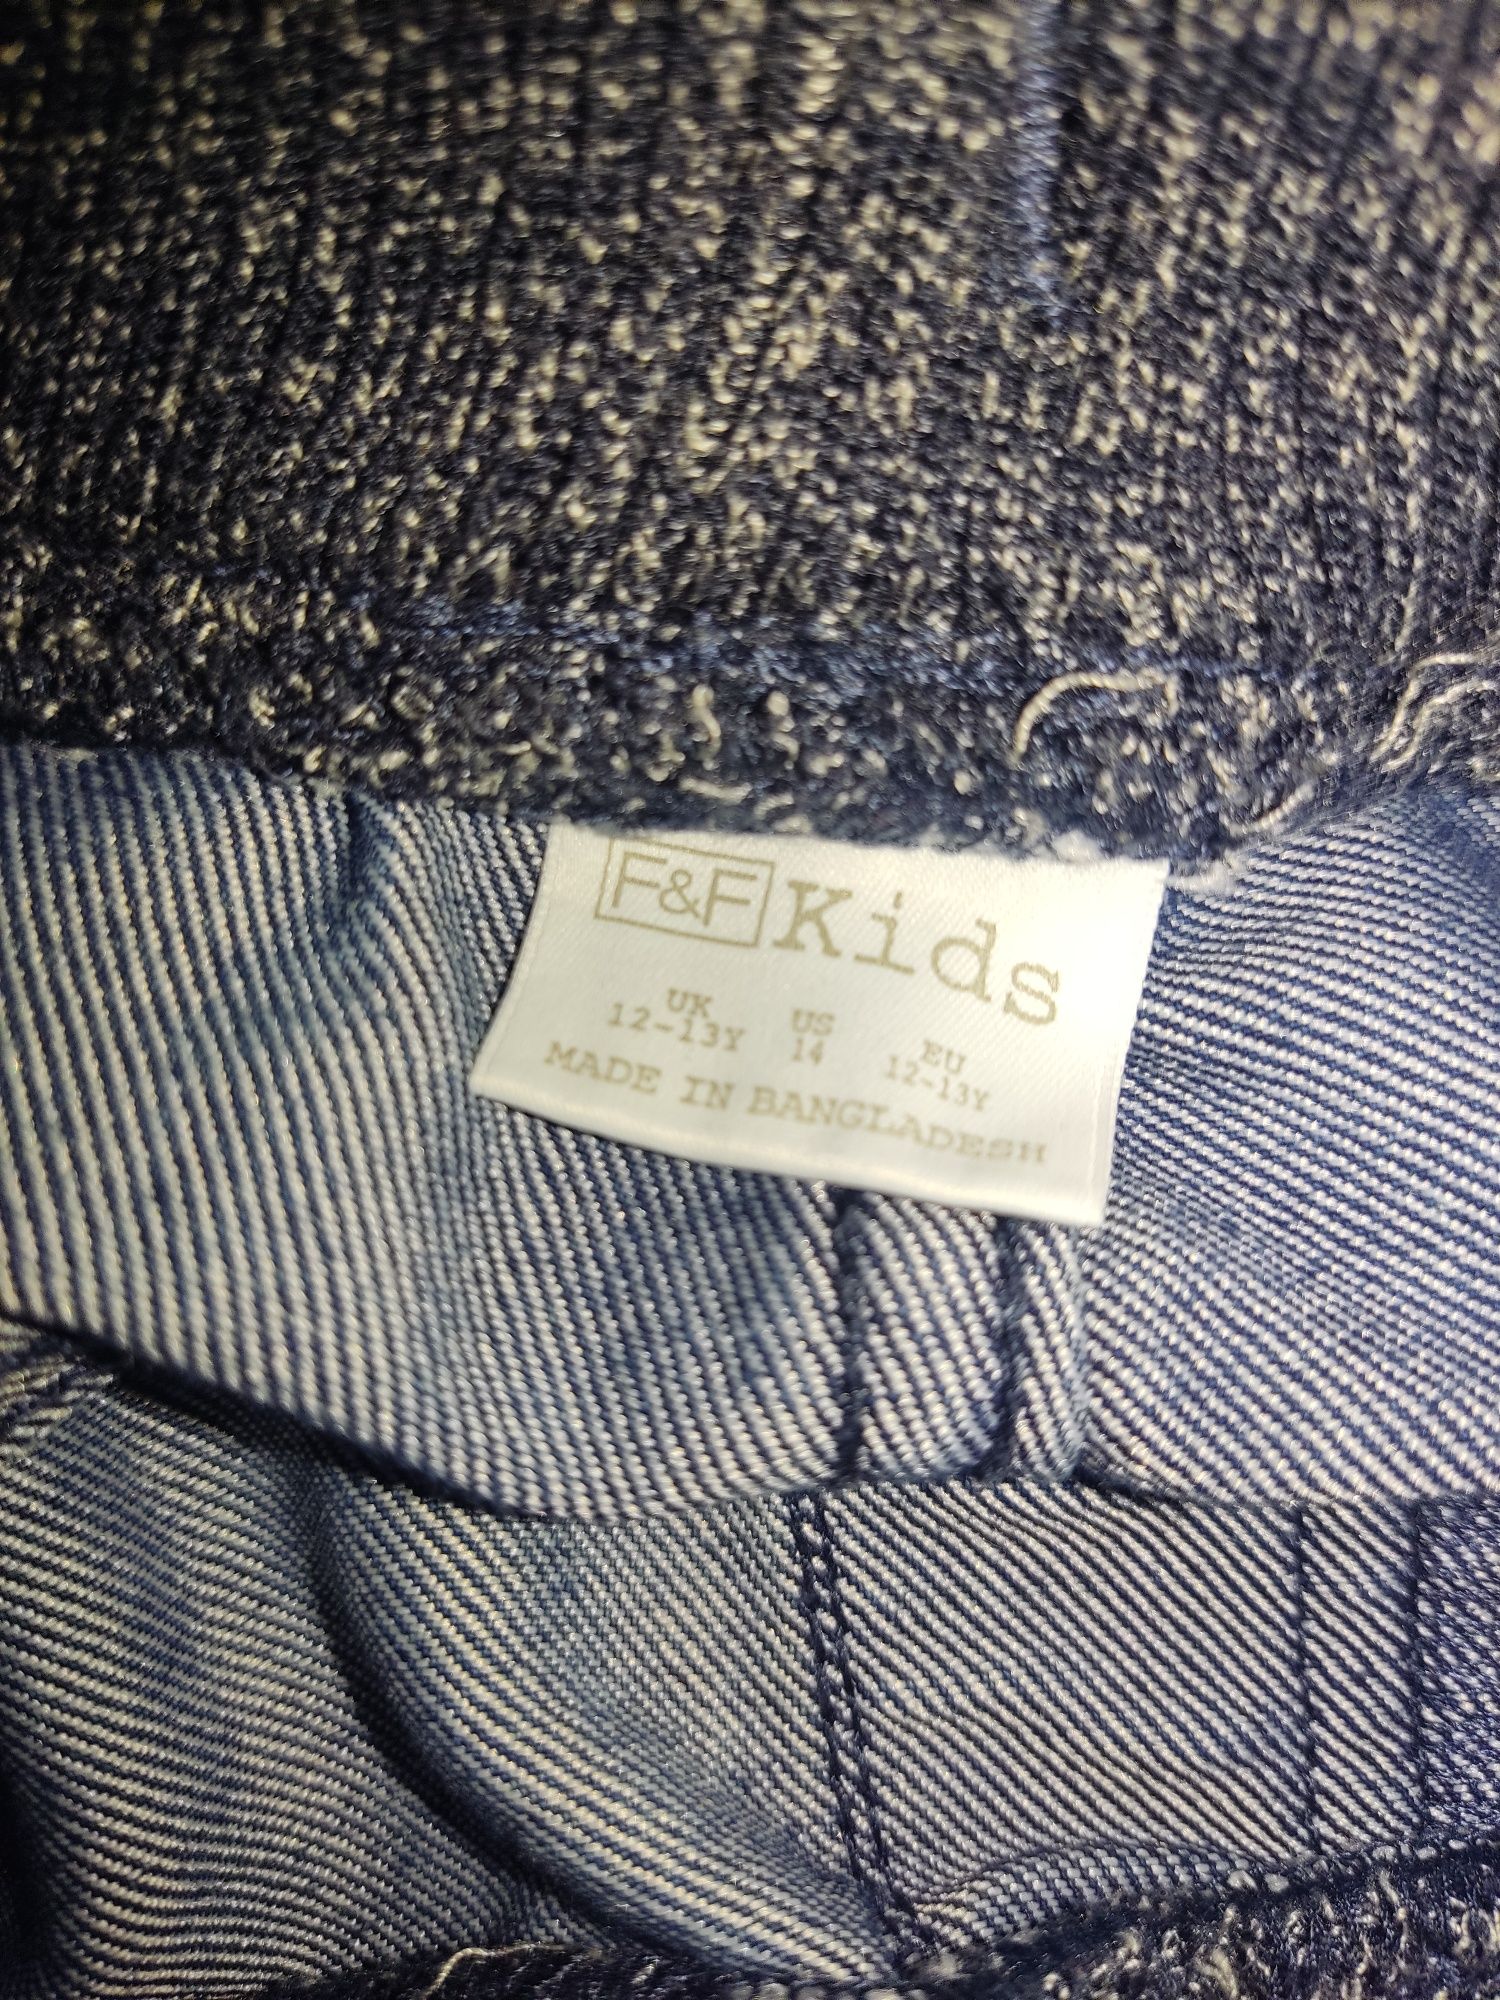 F&F Kids
UK US EU
12-13Y 14 12-13Y
MADE IN BANGLADESH